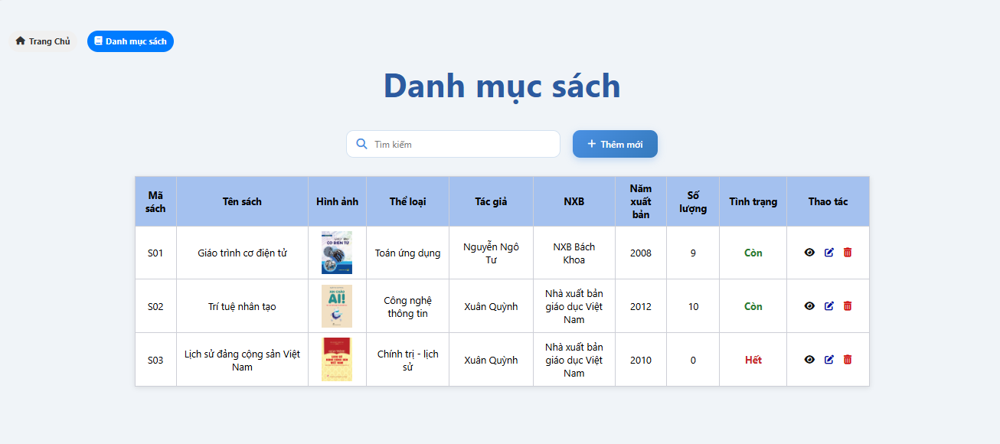 Trang Chủ
Danh mục sách
Danh mục sách
Tìm kiếm
+ Thêm mới
Mã sách
Tên sách
Hình ảnh
Thể loại
Tác giả
NXB
Năm xuất bản
Số lượng
Tình trạng
Thao tác
S01
Giáo trình cơ điện tử
CƠ ĐIỆN TỬ
Toán ứng dụng
Nguyễn Ngô
Tư
NXB Bách
Khoa
2008
9
Còn
S02
Trí tuệ nhân tạo
AI!
Công nghệ
thông tin
Xuân Quỳnh
Nhà xuất bản
giáo dục Việt
Nam
2012
10
Còn
S03
Lịch sử đảng cộng sản Việt
Nam
Chính trị - lịch
sử
Xuân Quỳnh
Nhà xuất bản
giáo dục Việt
Nam
2010
0
Hết